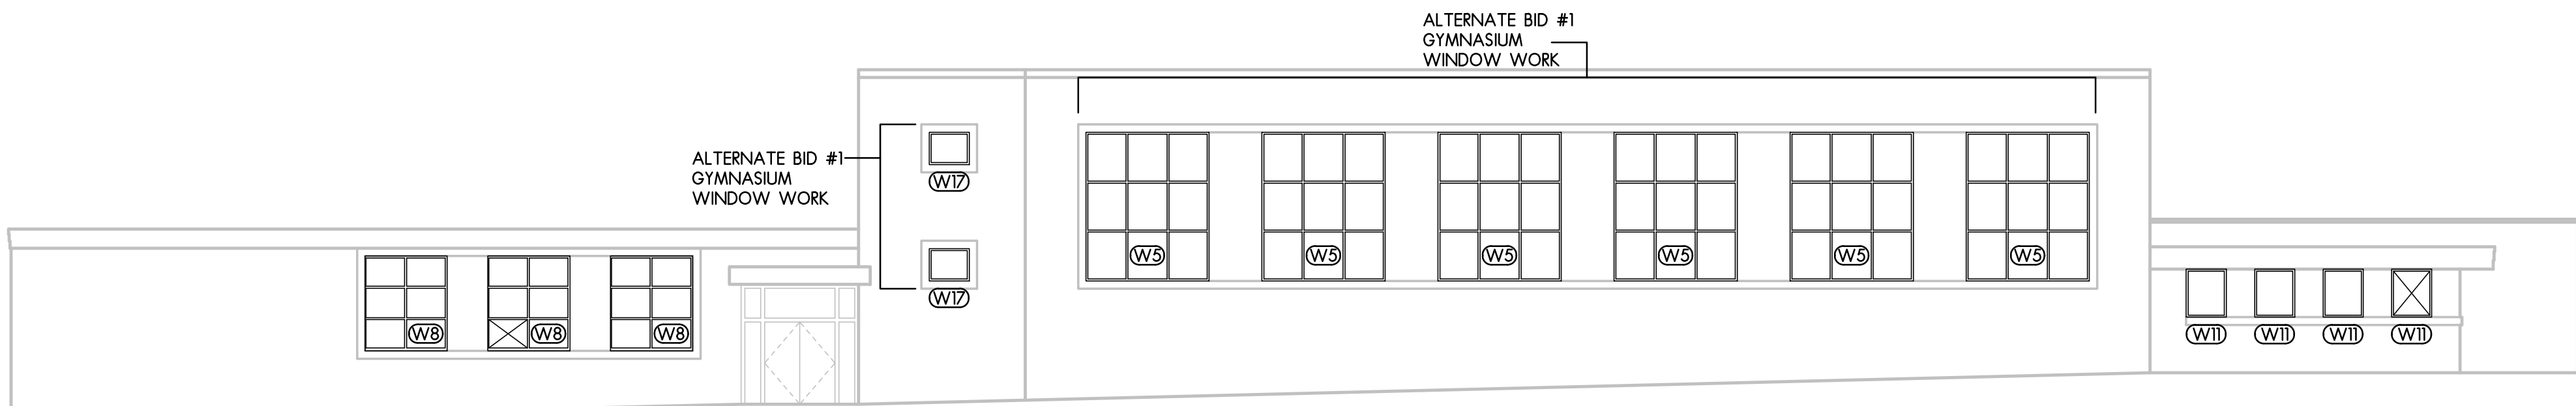 ALTERNATE BID #1
GYMNASIUM
WINDOW WORK
ALTERNATE BID #1
GYMNASIUM
WINDOW WORK
W17
W17
W5 W5 W5 W5 W5 W5
W8 W8 W8
W11 W11 W11 W11